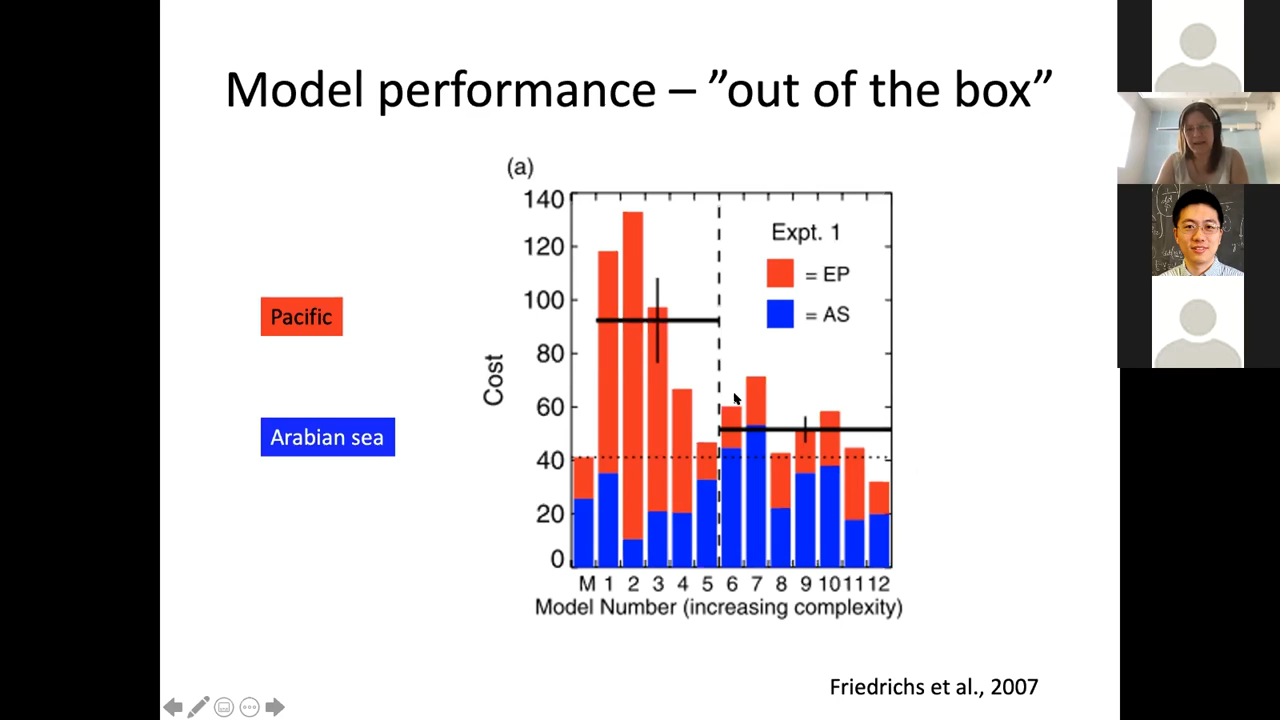 Model performance – ”out of the box”
(a)
140
120
100
80
60
40
20
0
Cost
Expt. 1
= EP
= AS
Pacific
Arabian sea
M 1 2 3 4 5 6 7 8 9 10 11 12
Model Number (increasing complexity)
Friedrichs et al., 2007